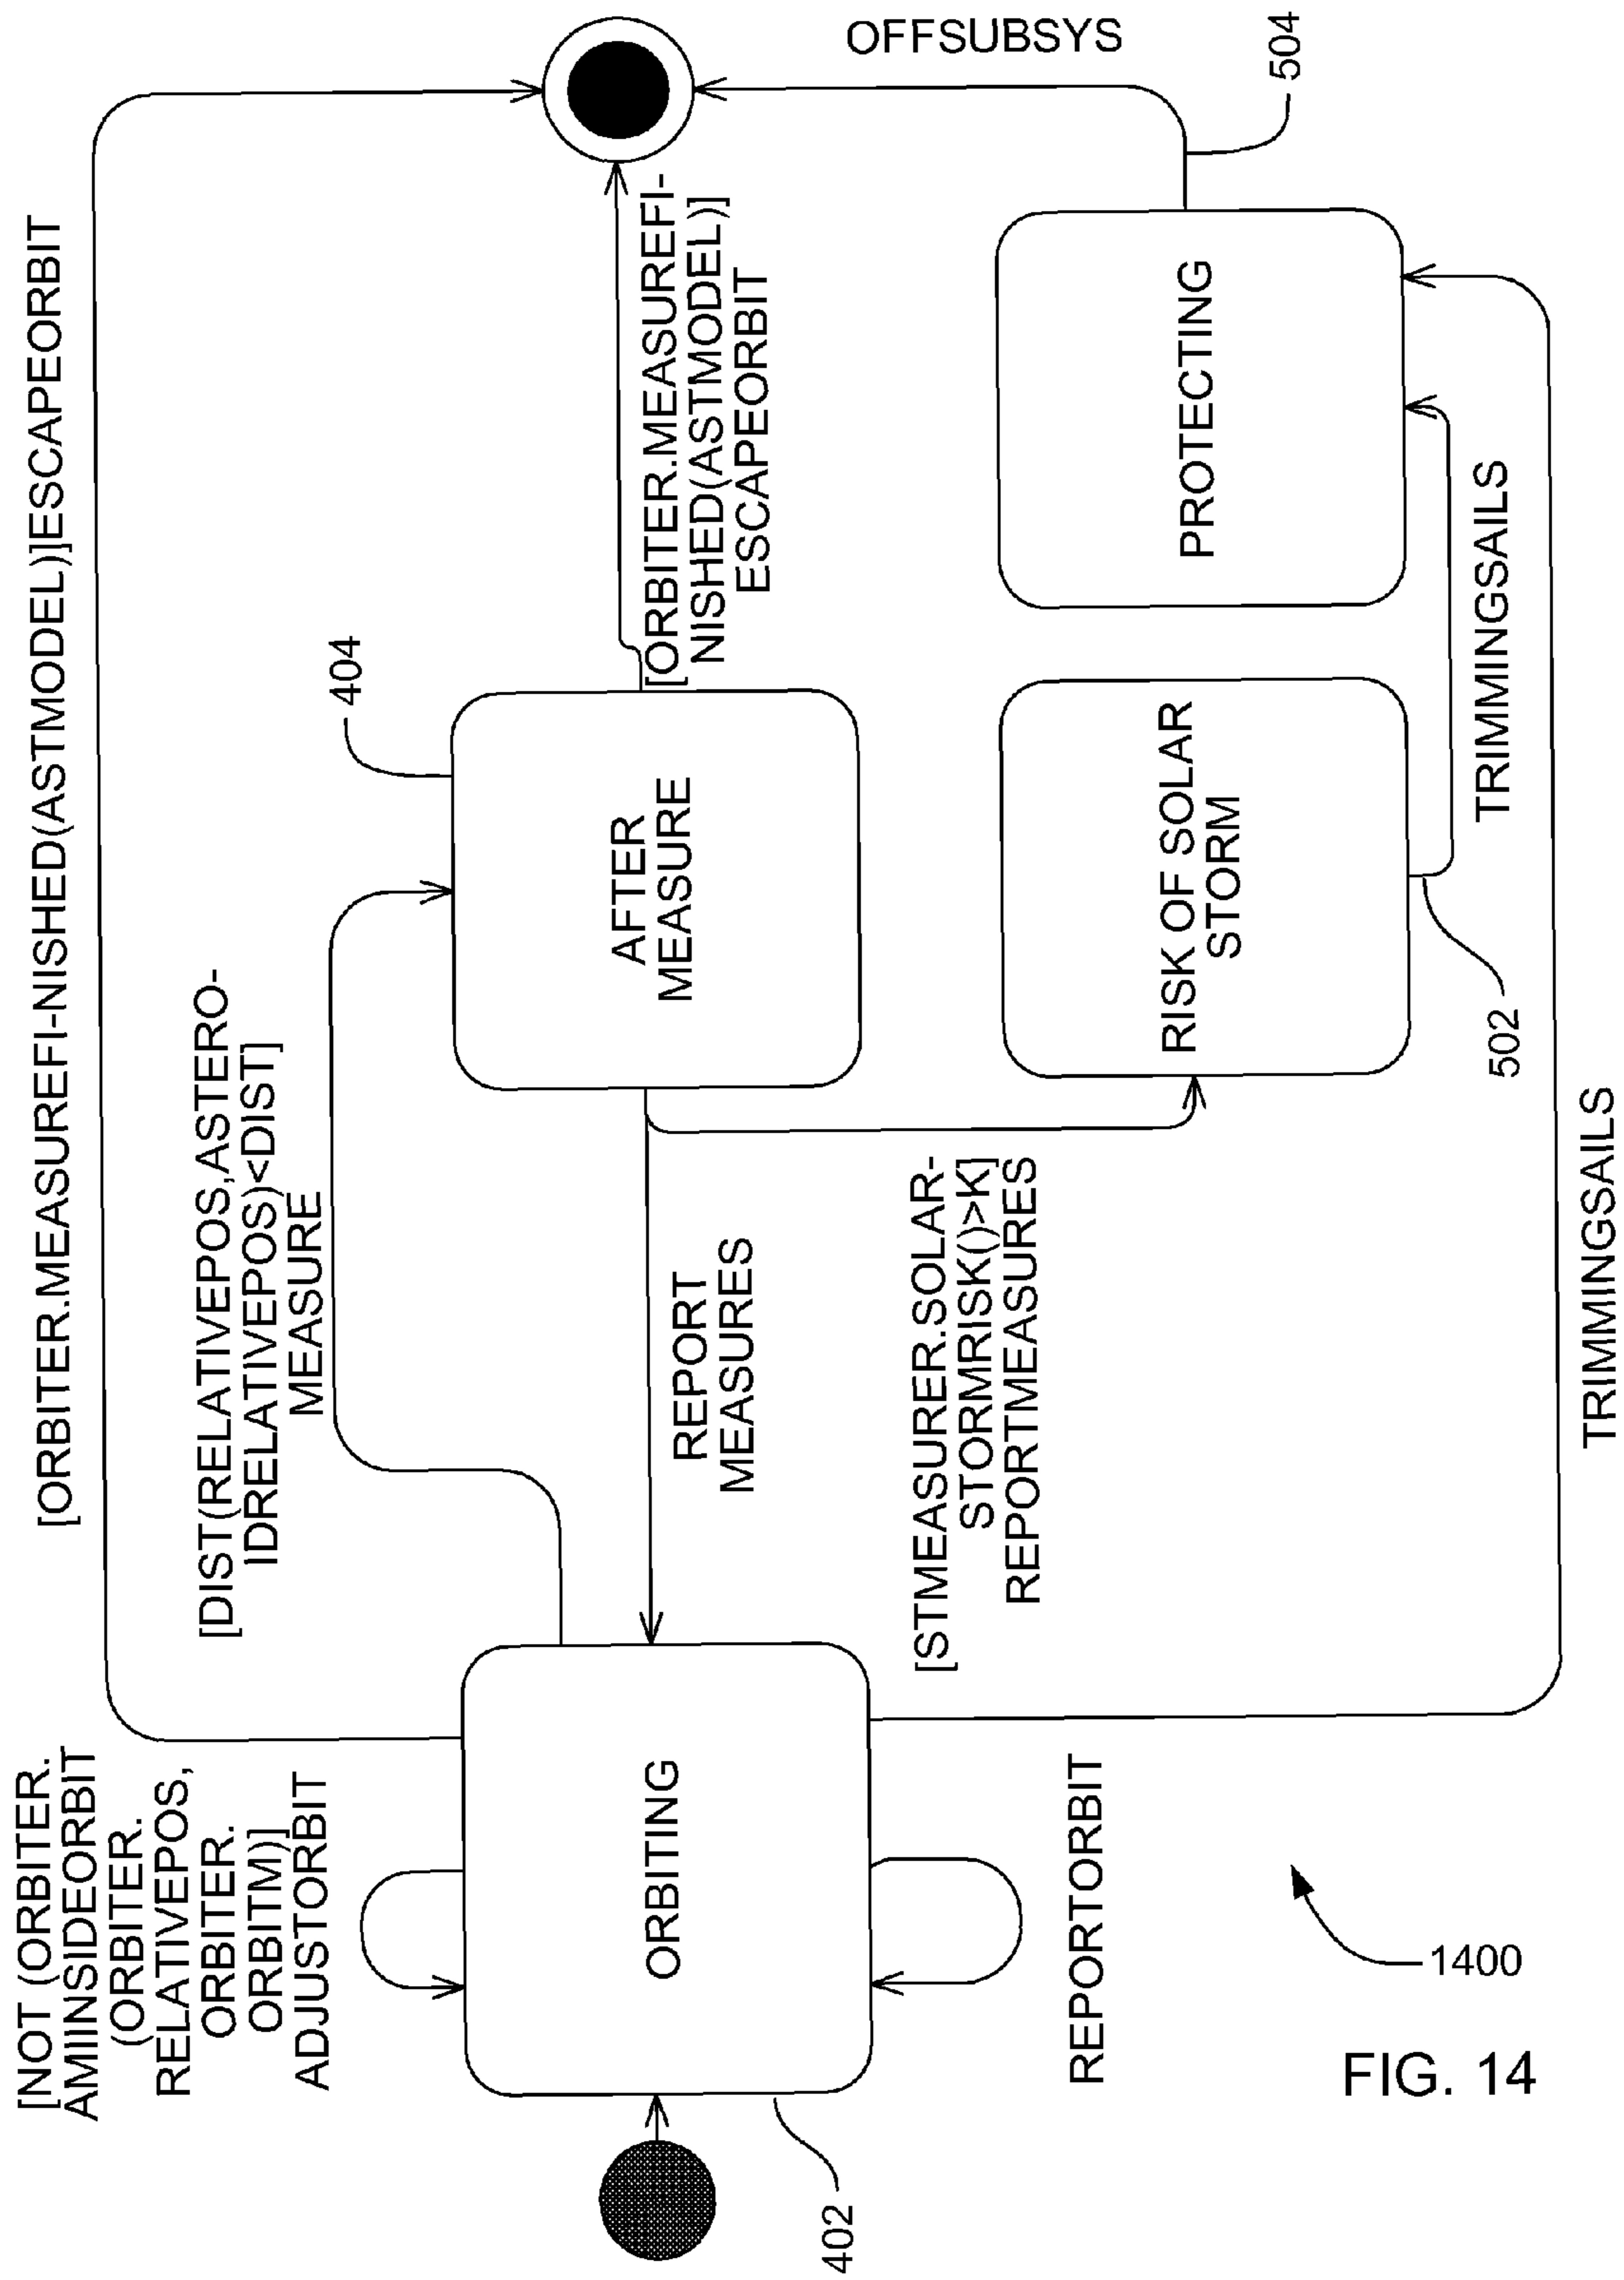 [ORBITER.MEASUREFI-NISHED(ASTMODEL)]ESCAPEORBIT
[NOT (ORBITER.
AMIINSIDEORBIT
(ORBITER.
RELATIVEPOS,
ORBITER.
ORBITM)]
ADJUSTORBIT
[DIST(RELATIVEPOS,ASTERO-
IDRELATIVEPOS)<DIST]
MEASURE
404
402
ORBITING
REPORT
MEASURES
AFTER
MEASURE
[ORBITER.MEASUREFI-
NISHED(ASTMODEL)]
ESCAPEORBIT
OFFSUBSYS
504
[STMEASURER.SOLAR-
STORMRISK()>K]
REPORTMEASURES
RISK OF SOLAR
STORM
PROTECTING
REPORTORBIT
502
TRIMMINGSAILS
TRIMMINGSAILS
1400
FIG. 14